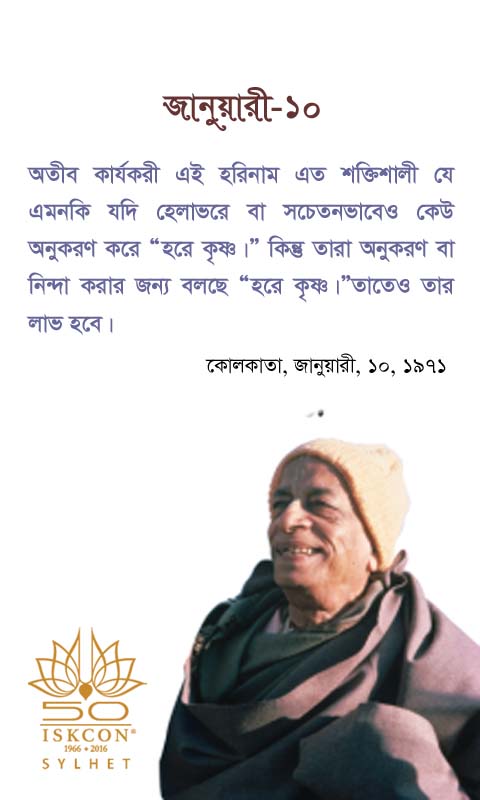 জানুয়ারী-১০
অতীব কার্যকরী এই হরিনাম এত শক্তিশালী যে
এমনকি যদি হেলাভরে বা সচেতনভাবেও কেউ
অনুকরণ করে “হরে কৃষ্ণ।” কিন্তু তারা অনুকরণ বা
নিন্দা করার জন্য বলছে “হরে কৃষ্ণ।”তাতেও তার
লাভ হবে।
কোলকাতা, জানুয়ারী, ১০, ১৯৭১
50
ISKCON®
1966 • 2016
SYLHET